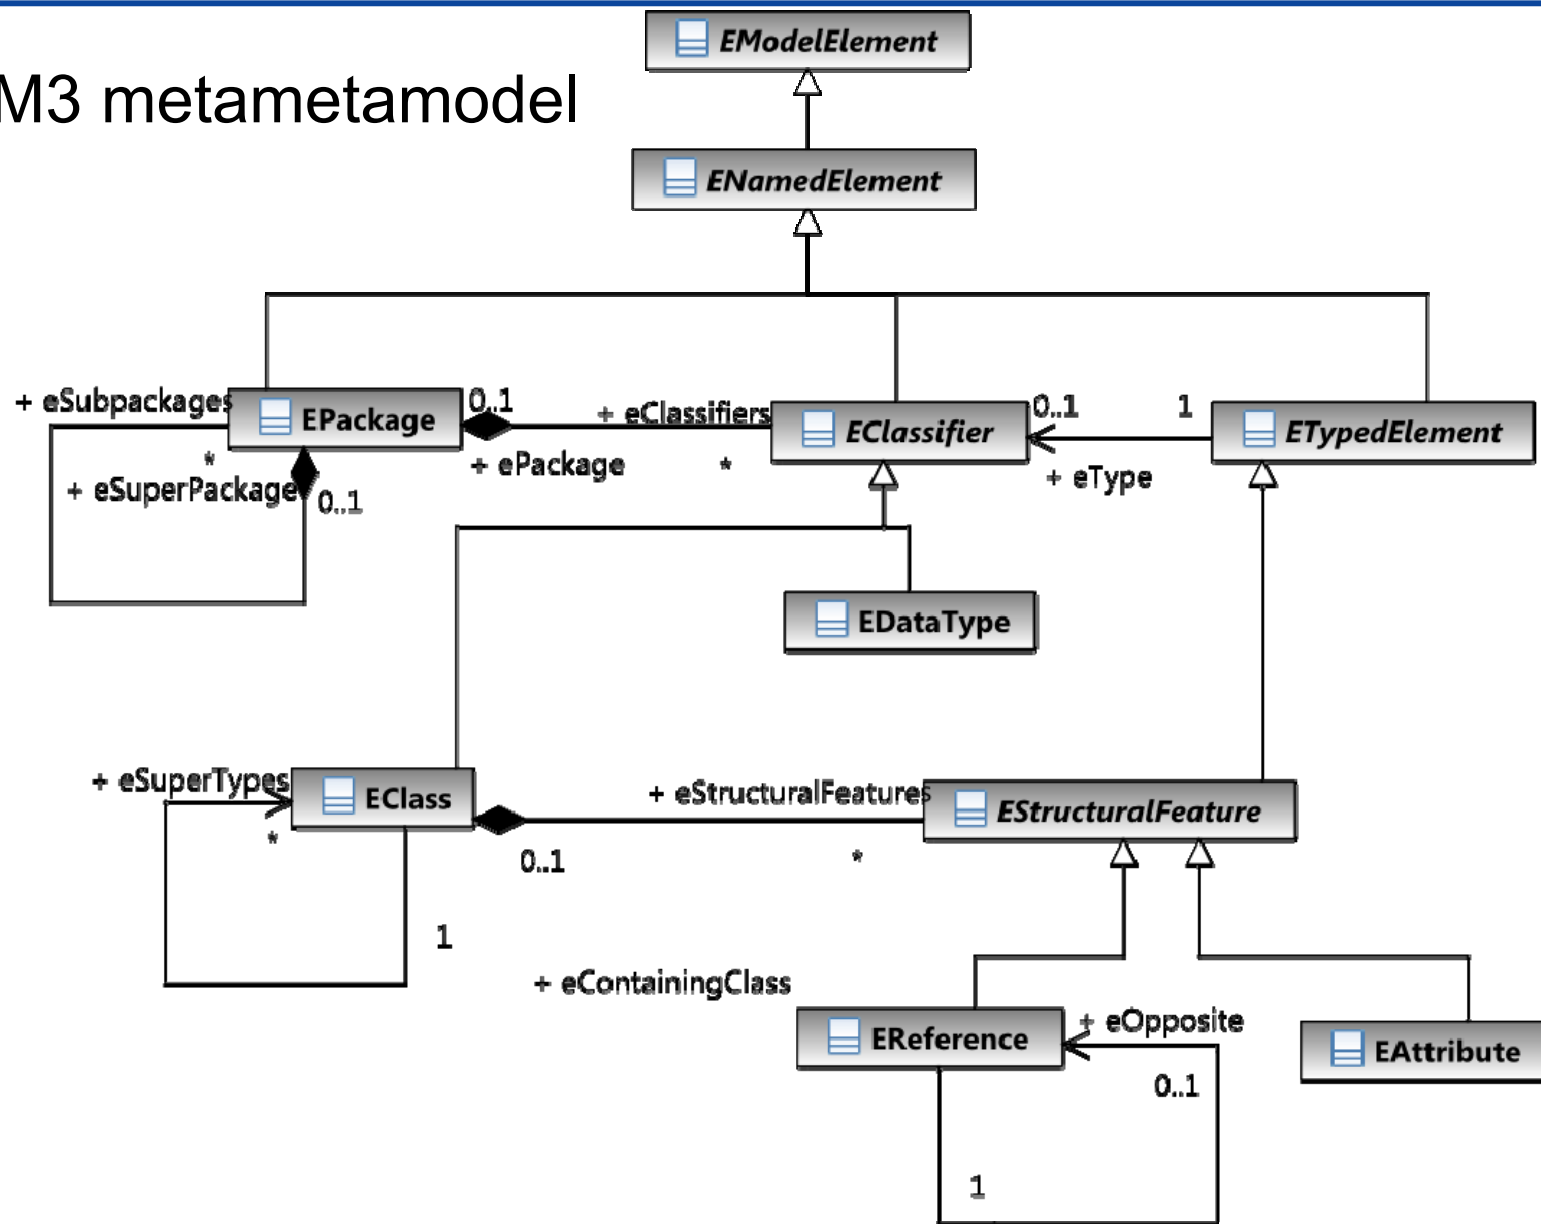 EModelElement
M3 metametamodel
ENamedElement
+ eSubpackages
EPackage
0..1
+ eClassifiers
EClassifier
0..1
1
ETypedElement
*
+ ePackage
*
+ eType
+ eSuperPackage
0..1
EDataType
+ eSuperTypes
EClass
+ eStructuralFeatures
EStructuralFeature
*
0..1
*
1
+ eContainingClass
EReference
+ eOpposite
EAttribute
0..1
1